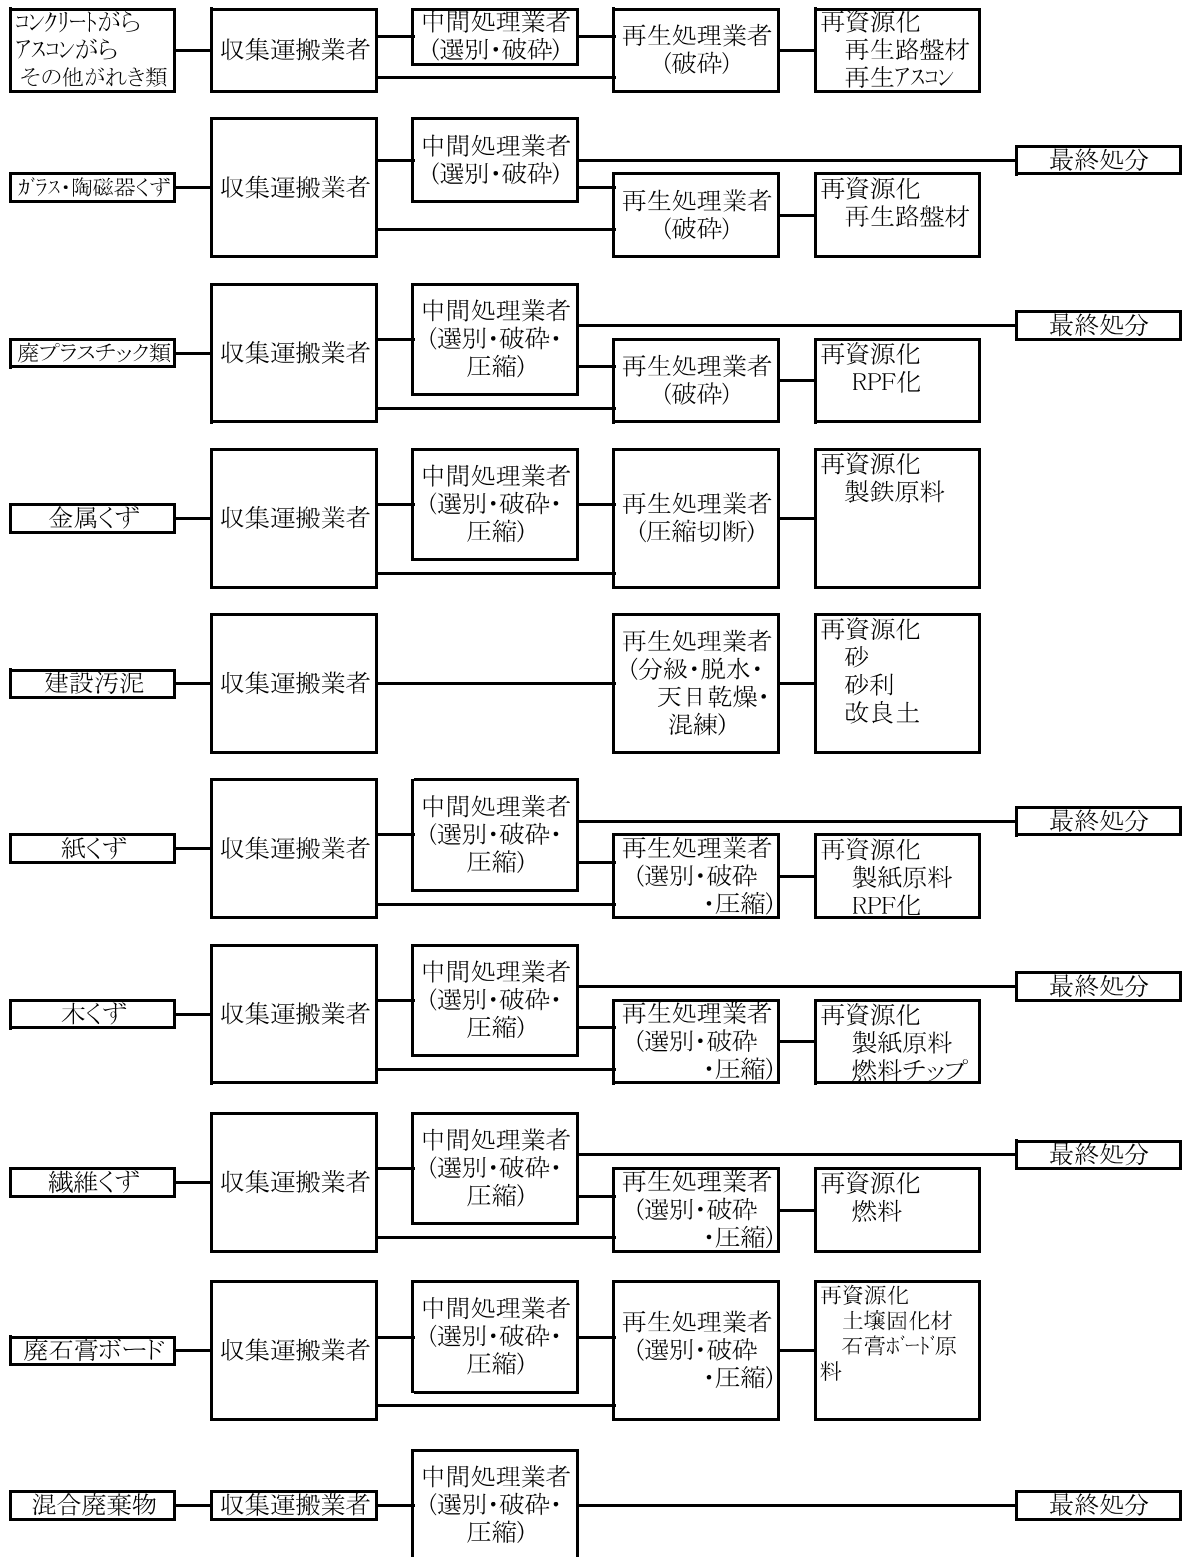 コンクリートがら
アスコンがら
その他がれき類
収集運搬業者
中間処理業者
(選別・破砕)
再生処理業者
(破砕)
再資源化
再生路盤材
再生アスコン
ガラス・陶磁器くず
収集運搬業者
中間処理業者
(選別・破砕)
再生処理業者
(破砕)
再資源化
再生路盤材
最終処分
廃プラスチック類
収集運搬業者
中間処理業者
(選別・破砕・
圧縮)
再生処理業者
(破砕)
再資源化
RPF化
最終処分
金属くず
収集運搬業者
中間処理業者
(選別・破砕・
圧縮)
再生処理業者
(圧縮切断)
再資源化
製鉄原料
建設汚泥
収集運搬業者
再生処理業者
(分級・脱水・
天日乾燥・
混練)
再資源化
砂
砂利
改良土
紙くず
収集運搬業者
中間処理業者
(選別・破砕・
圧縮)
再生処理業者
(選別・破砕
・圧縮)
再資源化
製紙原料
RPF化
最終処分
木くず
収集運搬業者
中間処理業者
(選別・破砕・
圧縮)
再生処理業者
(選別・破砕
・圧縮)
再資源化
製紙原料
燃料チップ
最終処分
繊維くず
収集運搬業者
中間処理業者
(選別・破砕・
圧縮)
再生処理業者
(選別・破砕
・圧縮)
再資源化
燃料
最終処分
廃石膏ボード
収集運搬業者
中間処理業者
(選別・破砕・
圧縮)
再生処理業者
(選別・破砕
・圧縮)
再資源化
土壌固化材
石膏ボード原
料
混合廃棄物
収集運搬業者
中間処理業者
(選別・破砕・
圧縮)
最終処分